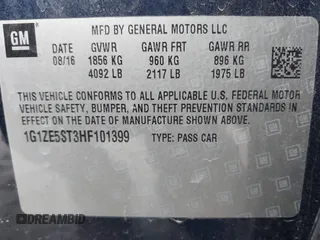 GM
MFD BY GENERAL MOTORS LLC
DATE GVWR GAWR FRT GAWR RR
08/16 1856 KG 960 KG 896 KG
4092 LB 2117 LB 1975 LB
THIS VEHICLE CONFORMS TO ALL APPLICABLE U.S. FEDERAL MOTOR
VEHICLE SAFETY, BUMPER, AND THEFT PREVENTION STANDARDS IN
EFFECT ON THE DATE OF MANUFACTURE SHOWN ABOVE.
1G1ZE5ST3HF101399 TYPE: PASS CAR
DREAMBID